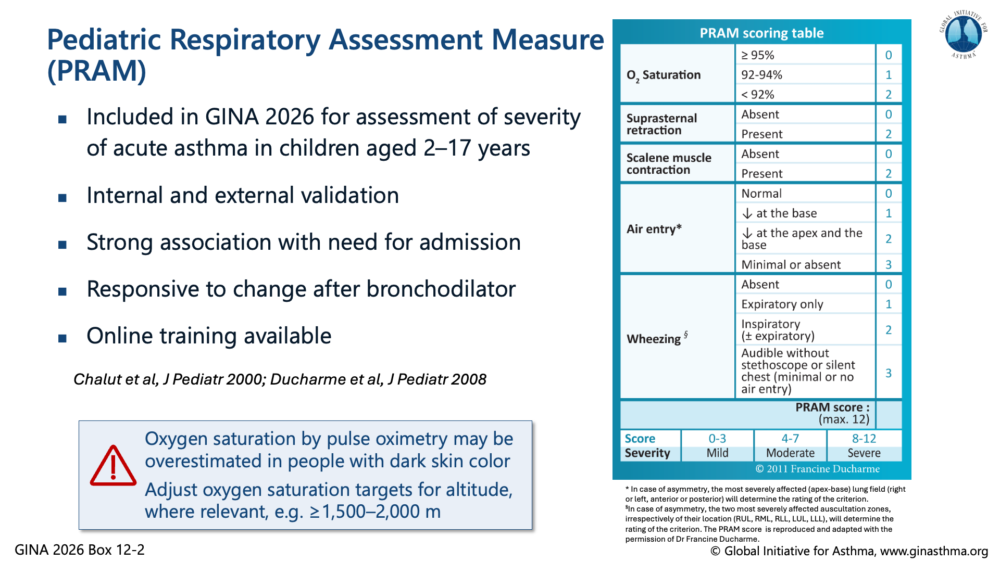 Pediatric Respiratory Assessment Measure
(PRAM)
Included in GINA 2026 for assessment of severity
of acute asthma in children aged 2–17 years
Internal and external validation
Strong association with need for admission
Responsive to change after bronchodilator
Online training available
Chalut et al, J Pediatr 2000; Ducharme et al, J Pediatr 2008
Oxygen saturation by pulse oximetry may be
overestimated in people with dark skin color
Adjust oxygen saturation targets for altitude,
where relevant, e.g. ≥1,500–2,000 m
GINA 2026 Box 12-2
PRAM scoring table
O₂ Saturation
≥ 95% 0
92-94% 1
< 92% 2
Suprasternal
retraction
Absent 0
Present 2
Scalene muscle
contraction
Absent 0
Present 2
Air entry*
Normal 0
↓ at the base 1
↓ at the apex and the
base 2
Minimal or absent 3
Wheezing §
Absent 0
Expiratory only 1
Inspiratory
(± expiratory) 2
Audible without
stethoscope or silent
chest (minimal or no
air entry) 3
PRAM score :
(max. 12)
Score 0-3 4-7 8-12
Severity Mild Moderate Severe
© 2011 Francine Ducharme
* In case of asymmetry, the most severely affected (apex-base) lung field (right
or left, anterior or posterior) will determine the rating of the criterion.
§In case of asymmetry, the two most severely affected auscultation zones,
irrespectively of their location (RUL, RML, RLL, LUL, LLL), will determine the
rating of the criterion. The PRAM score is reproduced and adapted with the
permission of Dr Francine Ducharme.
© Global Initiative for Asthma, www.ginasthma.org
GLOBAL INITIATIVE FOR
ASTHMA